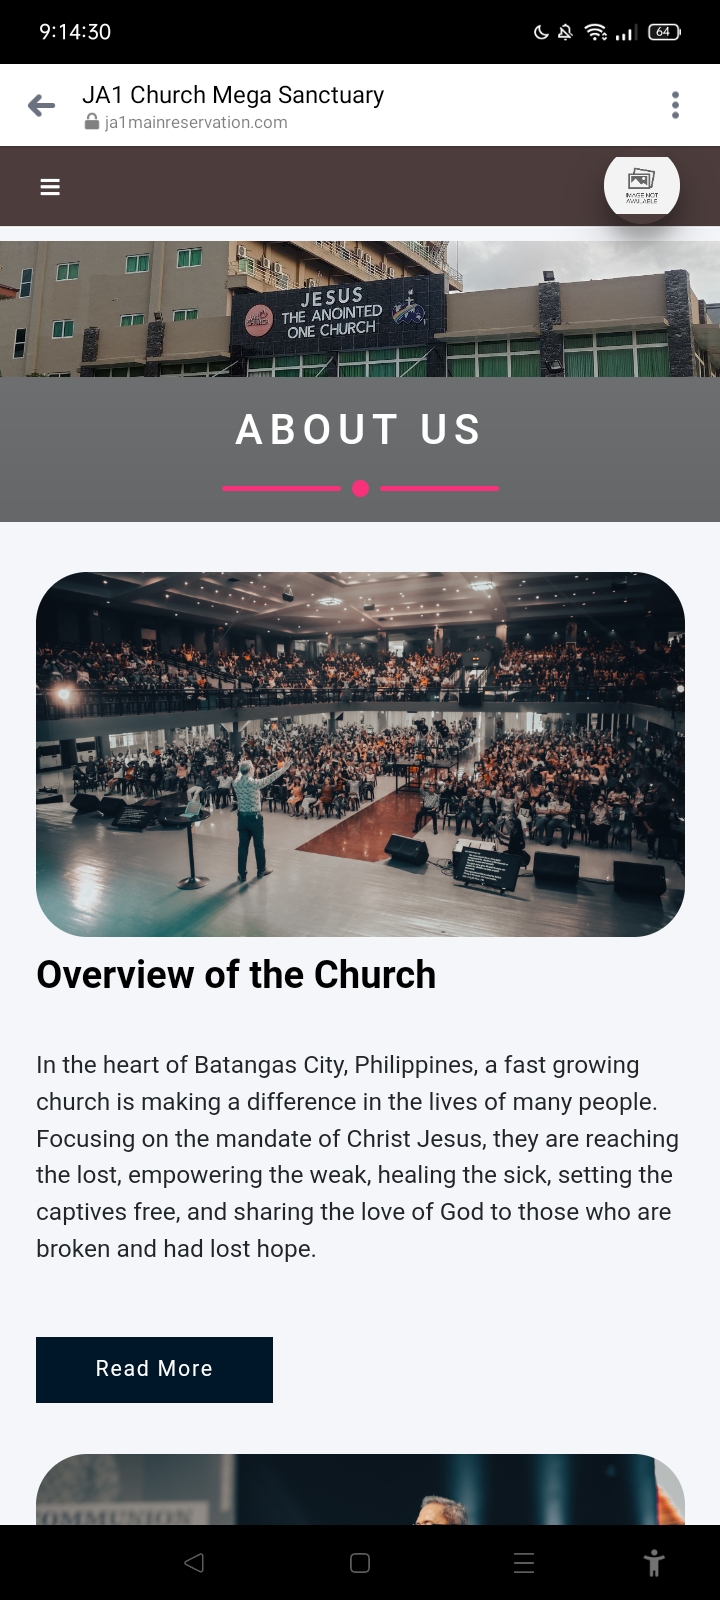 9:14:30
64
JA1 Church Mega Sanctuary
ja1mainreservation.com
IMAGE NOT
AVAILABLE
JESUS
THE ANOINTED
ONE CHURCH
ABOUT US
Overview of the Church
In the heart of Batangas City, Philippines, a fast growing
church is making a difference in the lives of many people.
Focusing on the mandate of Christ Jesus, they are reaching
the lost, empowering the weak, healing the sick, setting the
captives free, and sharing the love of God to those who are
broken and had lost hope.
Read More
OMMUNION